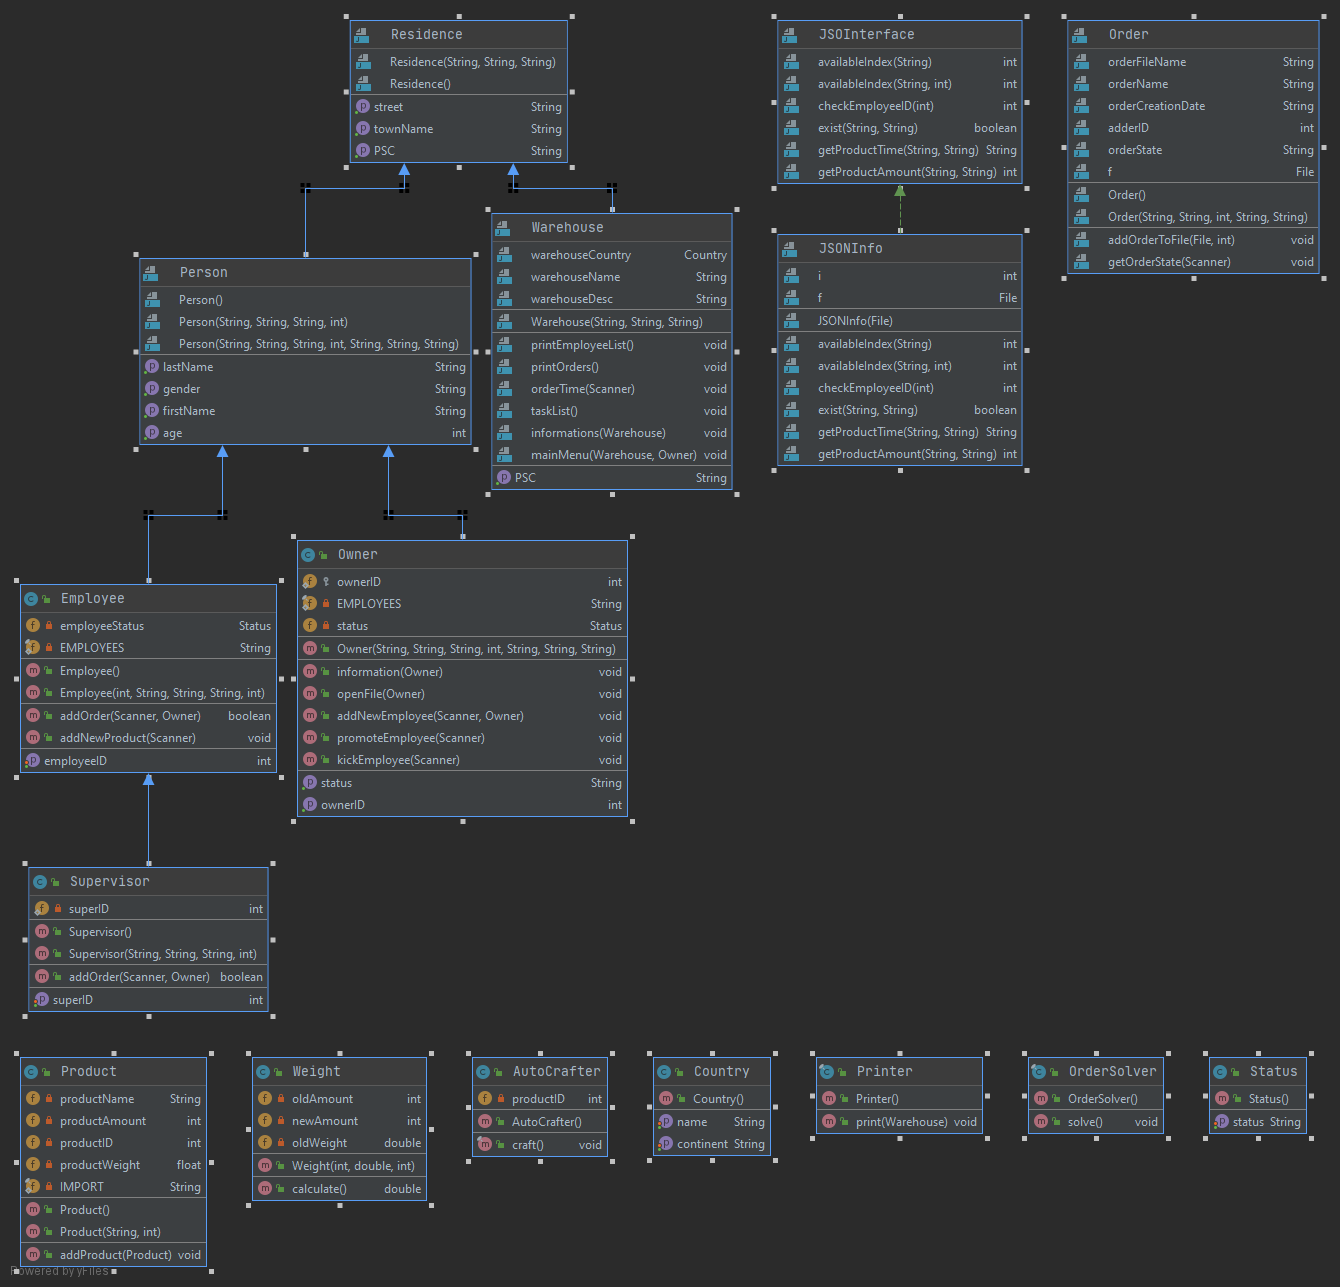 Residence
Residence(String, String, String)
Residence()
street String
townName String
PSC String
JSOInterface
availableIndex(String) int
availableIndex(String, int) int
checkEmployeeID(int) int
exist(String, String) boolean
getProductTime(String, String) String
getProductAmount(String, String) int
Order
orderFileName String
orderName String
orderCreationDate String
adderID int
orderState String
f File
Order()
Order(String, String, int, String, String)
addOrderToFile(File, int) void
getOrderState(Scanner) void
Person
Person()
Person(String, String, String, int)
Person(String, String, String, int, String, String, String)
lastName String
gender String
firstName String
age int
Warehouse
warehouseCountry Country
warehouseName String
warehouseDesc String
Warehouse(String, String, String)
printEmployeeList() void
printOrders() void
orderTime(Scanner) void
taskList() void
informations(Warehouse) void
mainMenu(Warehouse, Owner) void
PSC String
JSONInfo
i int
f File
JSONInfo(File)
availableIndex(String) int
availableIndex(String, int) int
checkEmployeeID(int) int
exist(String, String) boolean
getProductTime(String, String) String
getProductAmount(String, String) int
Employee
employeeStatus Status
EMPLOYEES String
Employee()
Employee(int, String, String, String, int)
addOrder(Scanner, Owner) boolean
addNewProduct(Scanner) void
employeeID int
Owner
ownerID int
EMPLOYEES String
status Status
Owner(String, String, String, int, String, String, String)
information(Owner) void
openFile(Owner) void
addNewEmployee(Scanner, Owner) void
promoteEmployee(Scanner) void
kickEmployee(Scanner) void
status String
ownerID int
Supervisor
superID int
Supervisor()
Supervisor(String, String, String, int)
addOrder(Scanner, Owner) boolean
superID int
Product
productName String
productAmount int
productID int
productWeight float
IMPORT String
Product()
Product(String, int)
addProduct(Product) void
Weight
oldAmount int
newAmount int
oldWeight double
Weight(int, double, int)
calculate() double
AutoCrafter
productID int
AutoCrafter()
craft() void
Country
Country()
name String
continent String
Printer
Printer()
print(Warehouse) void
OrderSolver
OrderSolver()
solve() void
Status
Status()
status String
Powered by yFiles